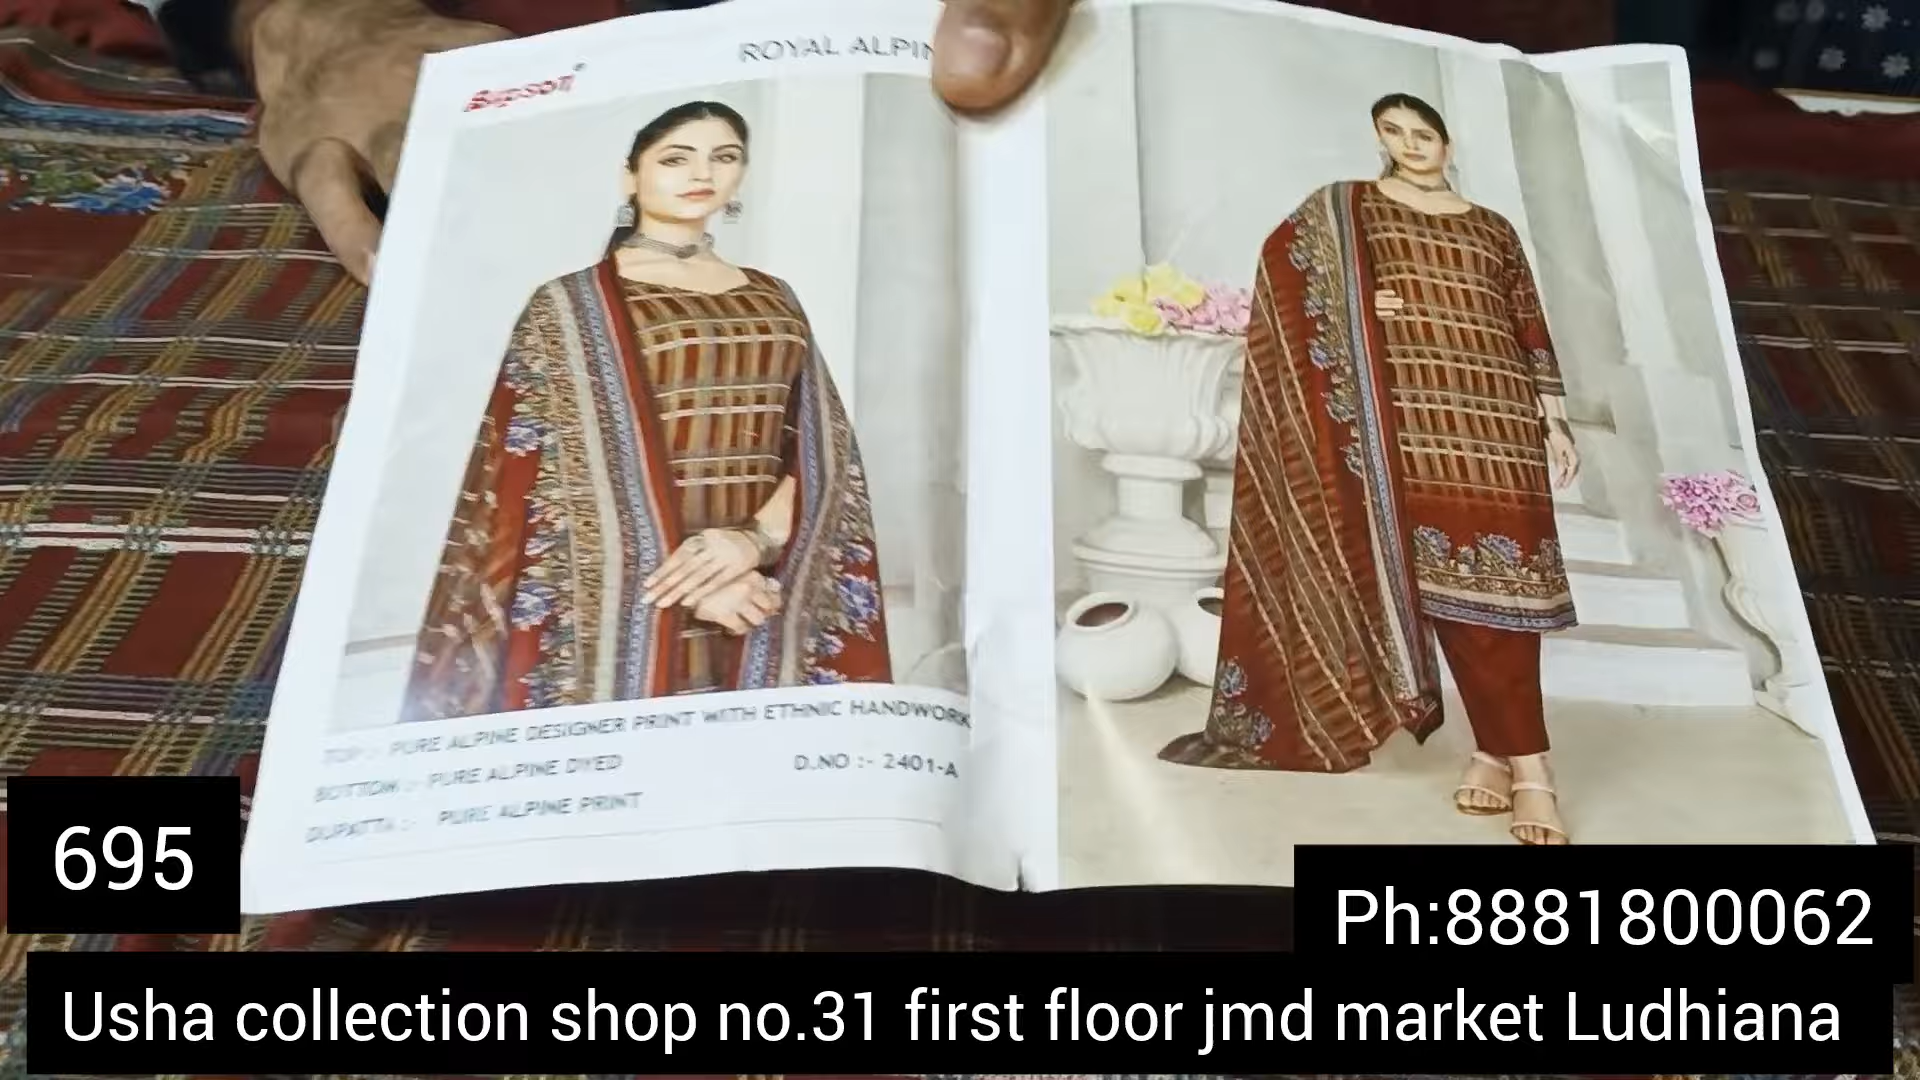 ROYAL ALPIN
Bipson®
TOP :- PURE ALPINE DESIGNER PRINT WITH ETHNIC HANDWORK
BOTTOM :- PURE ALPINE DYED
D.NO :- 2401-A
DUPATTA :- PURE ALPINE PRINT
695
Ph:8881800062
Usha collection shop no.31 first floor jmd market Ludhiana